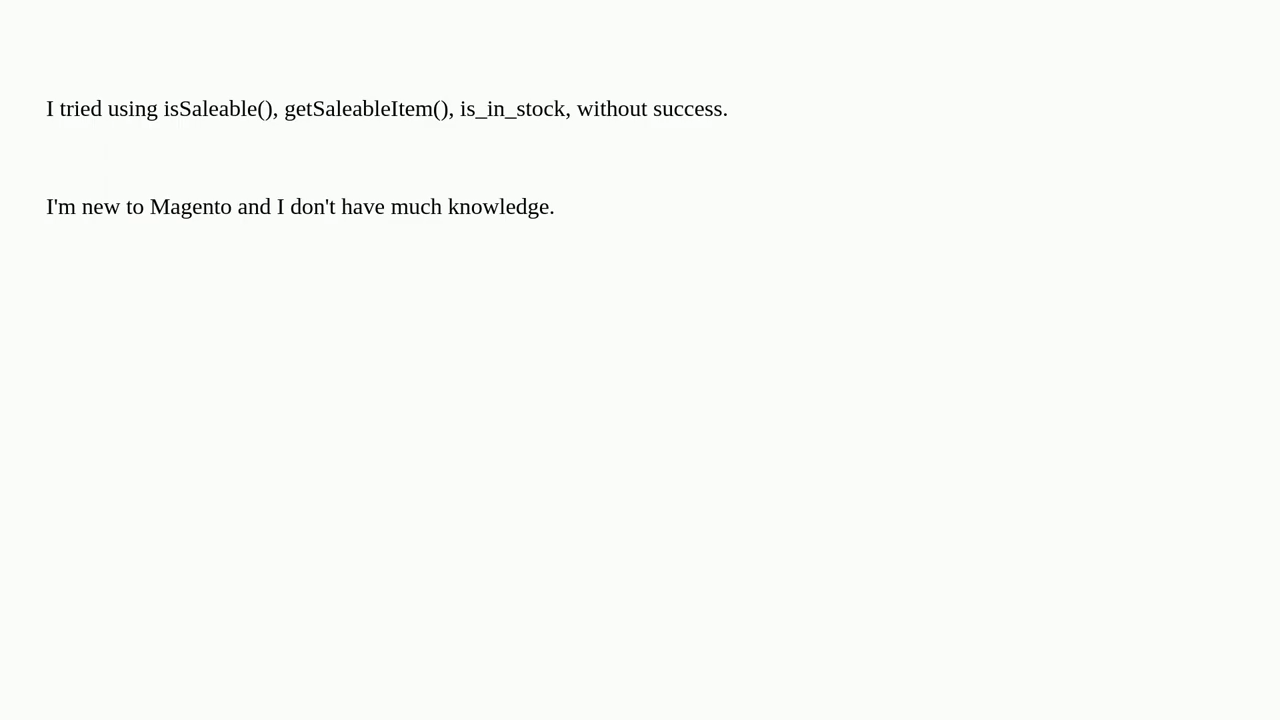 I tried using isSaleable(), getSaleableItem(), is_in_stock, without success.
I'm new to Magento and I don't have much knowledge.